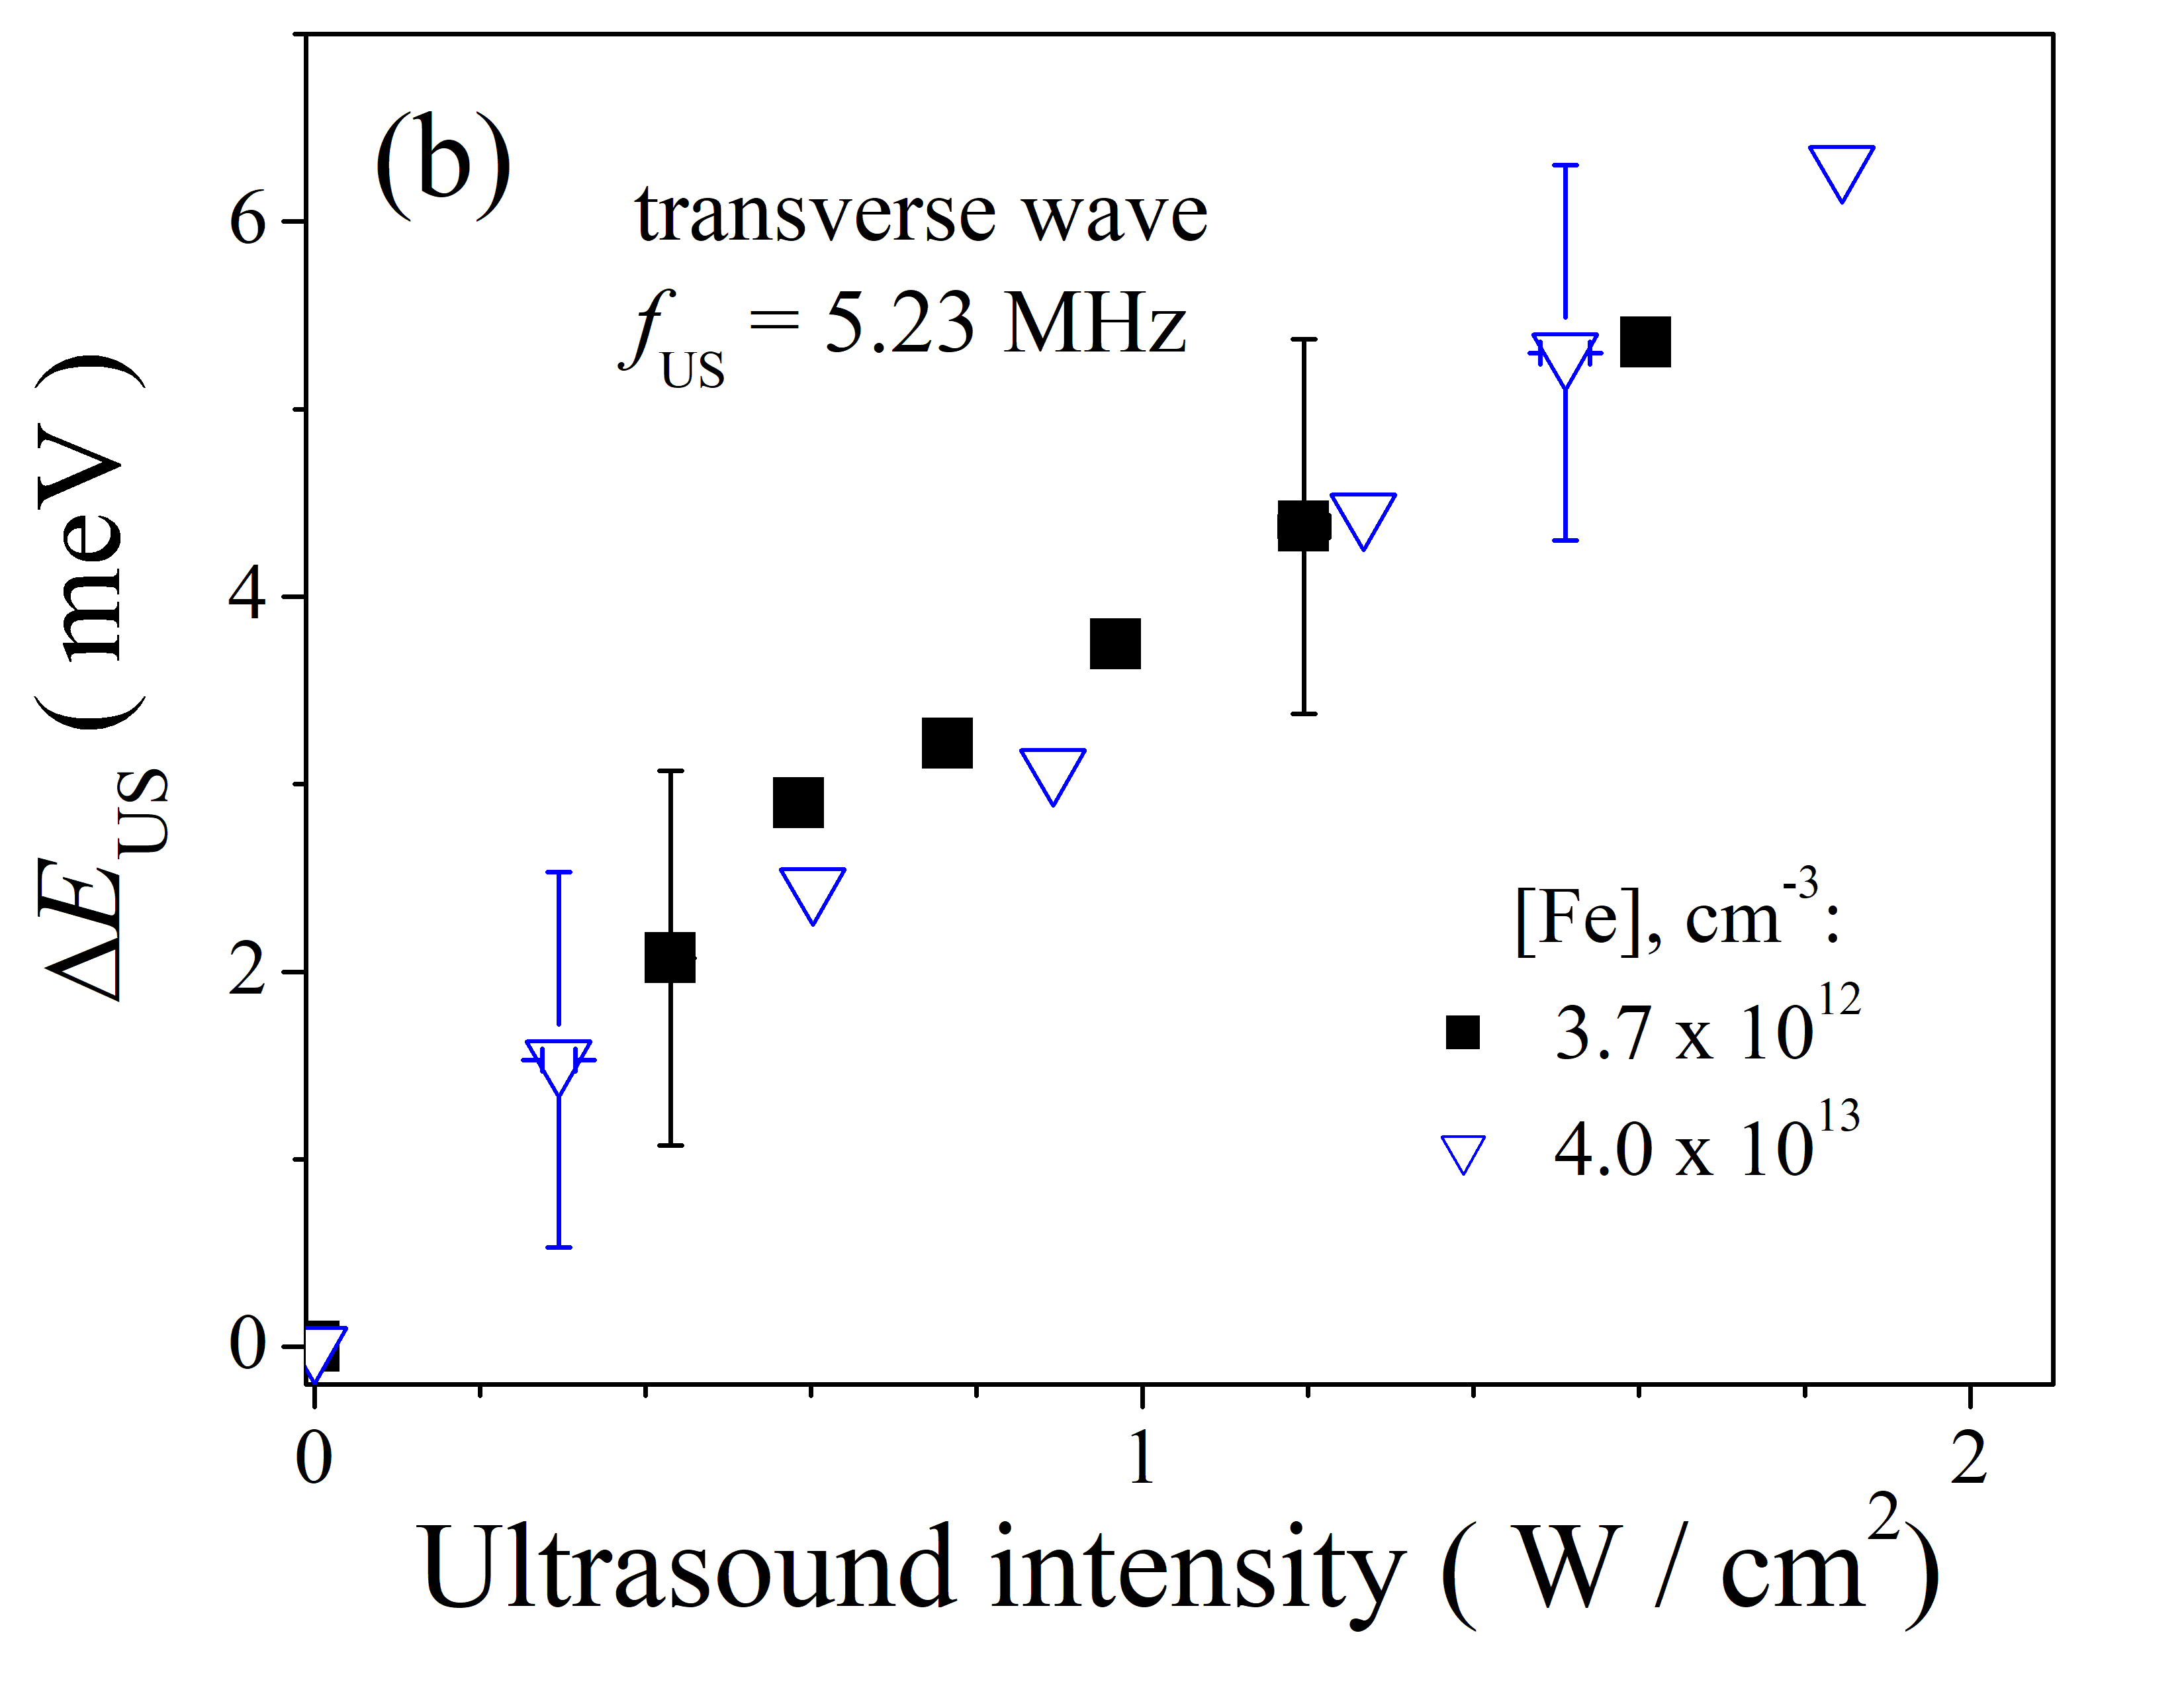 (b)
transverse wave
f_US = 5.23 MHz
ΔE_US ( meV )
6
4
2
0
[Fe], cm^-3:
3.7 x 10^12
4.0 x 10^13
0 1 2
Ultrasound intensity ( W / cm^2 )